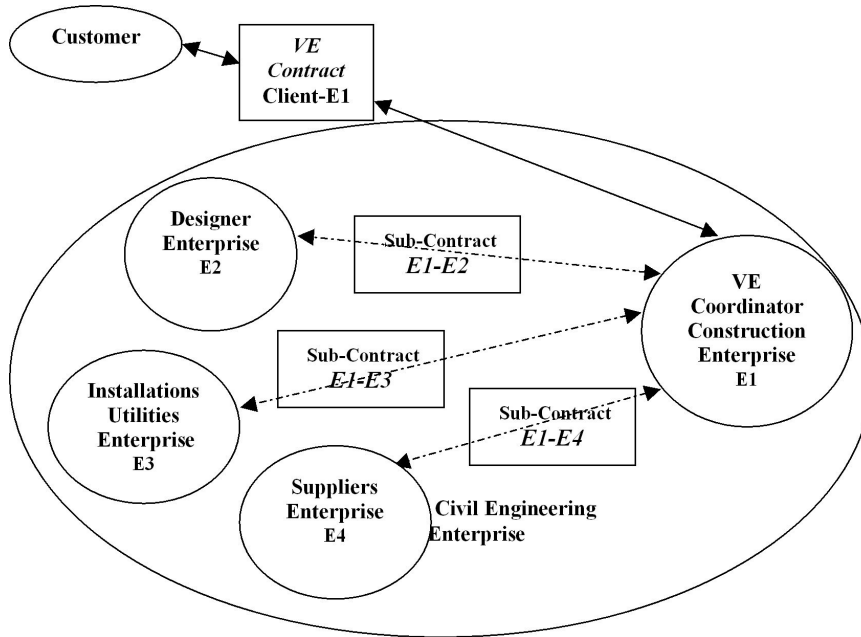 Customer
VE
Contract
Client-E1
Designer
Enterprise
E2
Sub-Contract
E1-E2
VE
Coordinator
Construction
Enterprise
E1
Sub-Contract
E1-E3
Installations
Utilities
Enterprise
E3
Sub-Contract
E1-E4
Suppliers
Enterprise
E4
Civil Engineering
Enterprise